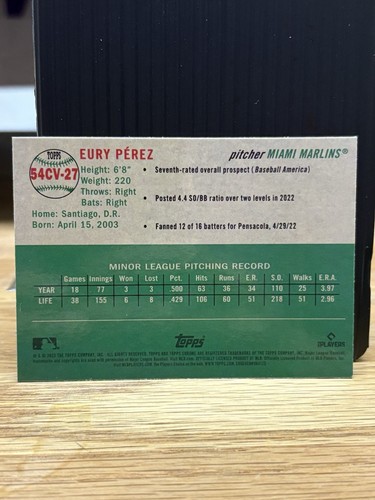 TOPPS
54CV-27
EURY PÉREZ
pitcher MIAMI MARLINS®
Height: 6'8"
Weight: 220
Throws: Right
Bats: Right
Home: Santiago, D.R.
Born: April 15, 2003
• Seventh-rated overall prospect (Baseball America)
• Posted 4.4 SO/BB ratio over two levels in 2022
• Fanned 12 of 16 batters for Pensacola, 4/29/22
MINOR LEAGUE PITCHING RECORD
Games Innings Won Lost Pct. Hits Runs E.R. S.O. Walks E.R.A.
YEAR 18 77 3 3 .500 63 36 34 110 25 3.97
LIFE 38 155 6 8 .429 106 60 51 218 51 2.96
Topps
PLAYERS